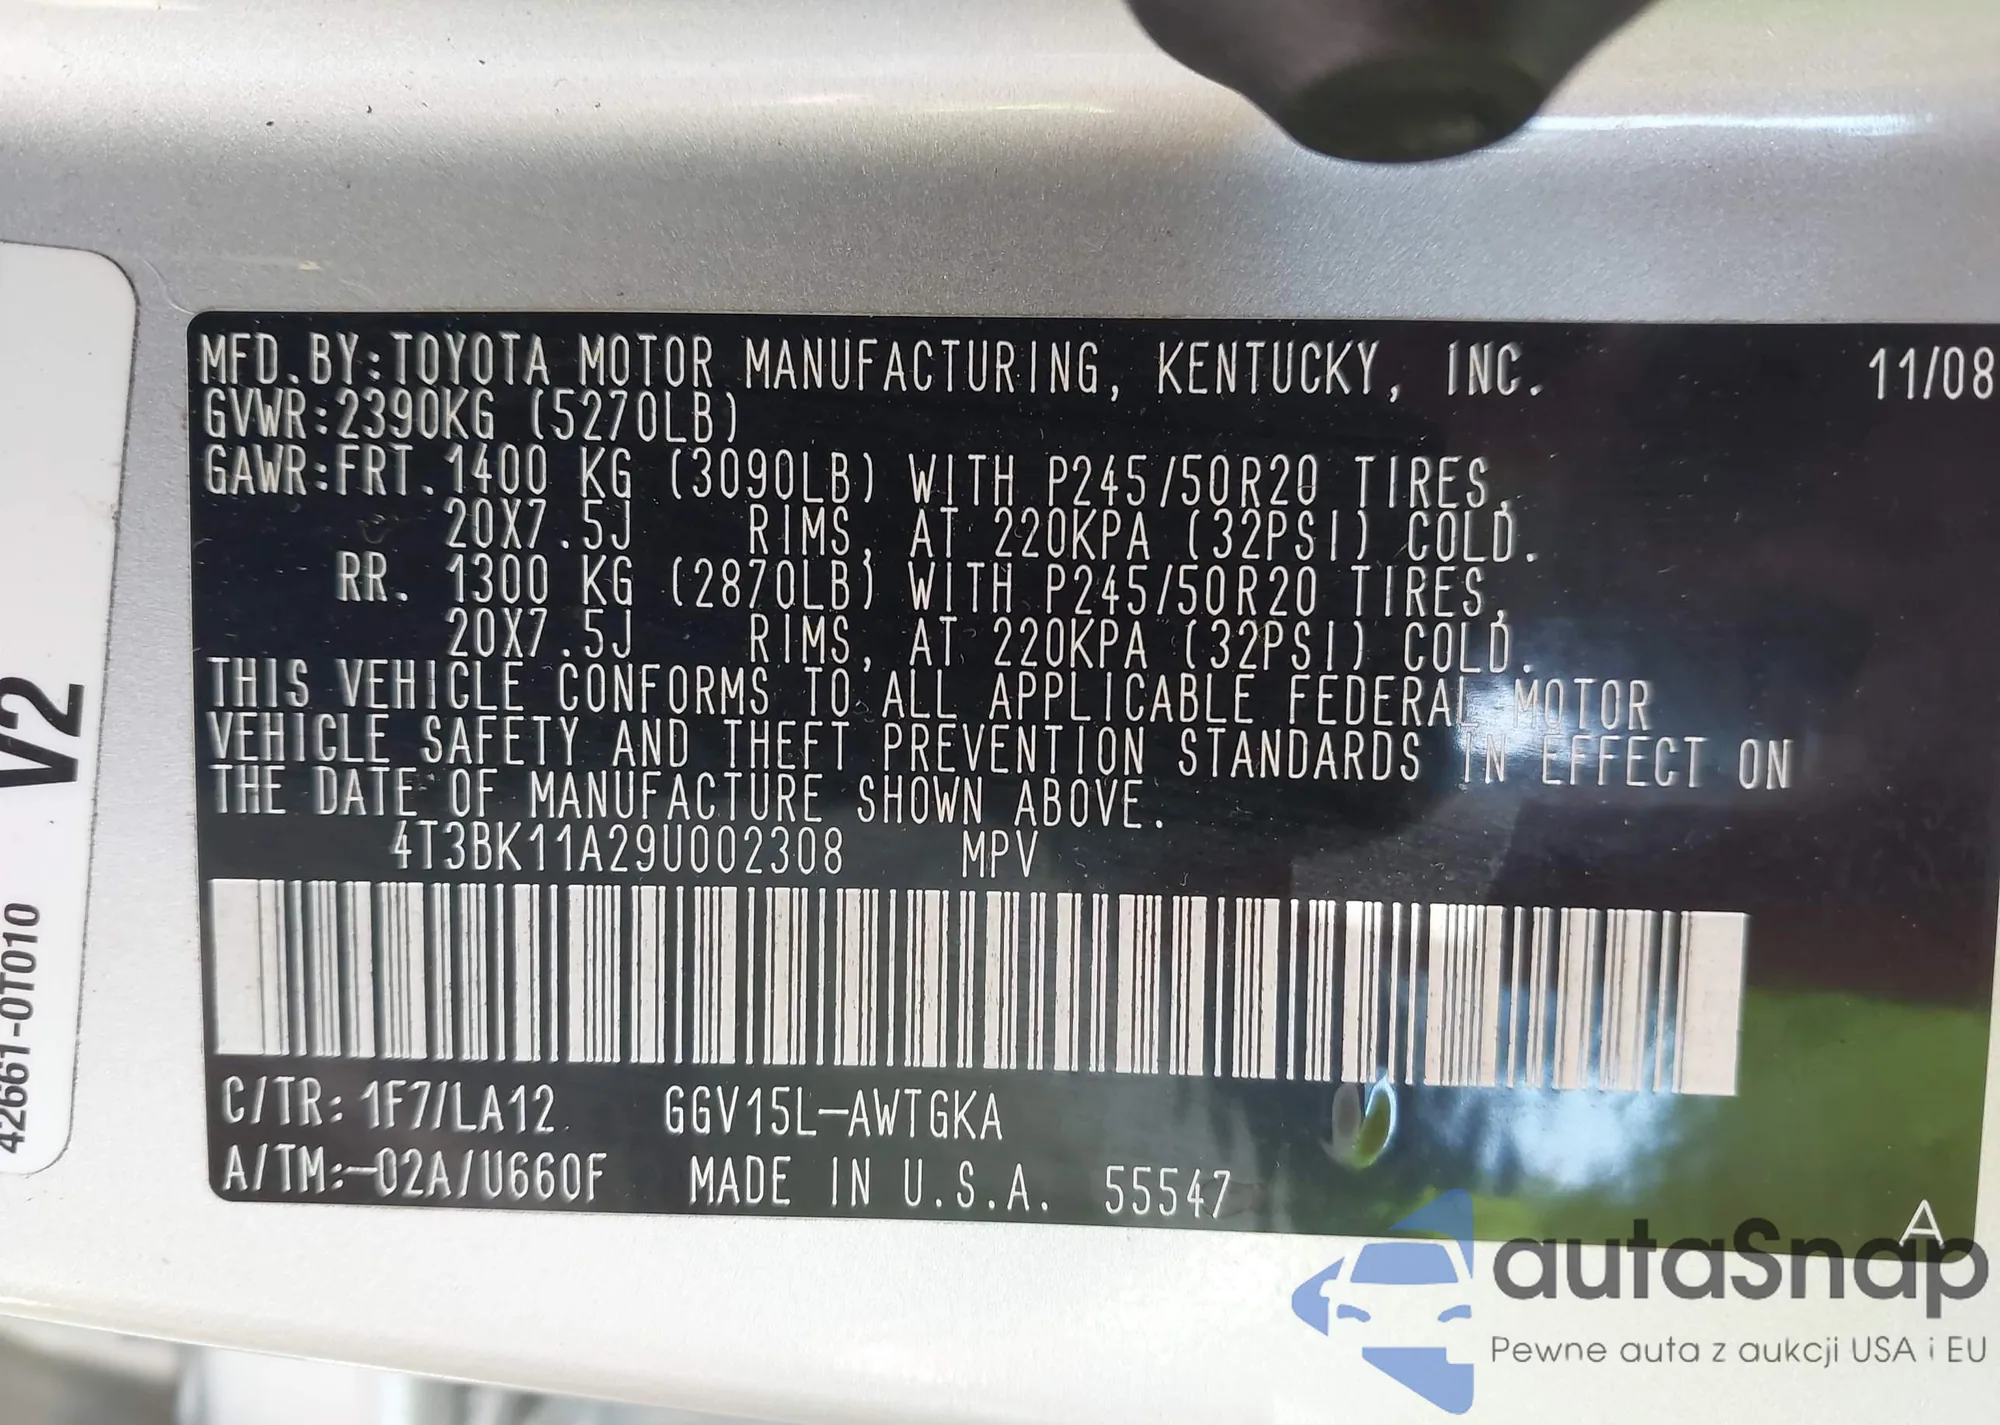 MFD.BY:TOYOTA MOTOR MANUFACTURING, KENTUCKY, INC. 11/08
GVWR:2390KG (5270LB)
GAWR:FRT.1400 KG (3090LB) WITH P245/50R20 TIRES,
20X7.5J RIMS, AT 220KPA (32PSI) COLD.
RR. 1300 KG (2870LB) WITH P245/50R20 TIRES,
20X7.5J RIMS, AT 220KPA (32PSI) COLD.
THIS VEHICLE CONFORMS TO ALL APPLICABLE FEDERAL MOTOR
VEHICLE SAFETY AND THEFT PREVENTION STANDARDS IN EFFECT ON
THE DATE OF MANUFACTURE SHOWN ABOVE.
4T3BK11A29U002308 MPV
C/TR: 1F7/LA12 GGV15L-AWTGKA
A/TM:-02A/U660F MADE IN U.S.A. 55547
A
V2
42661-0T010
autaSnap
Pewne auta z aukcji USA i EU